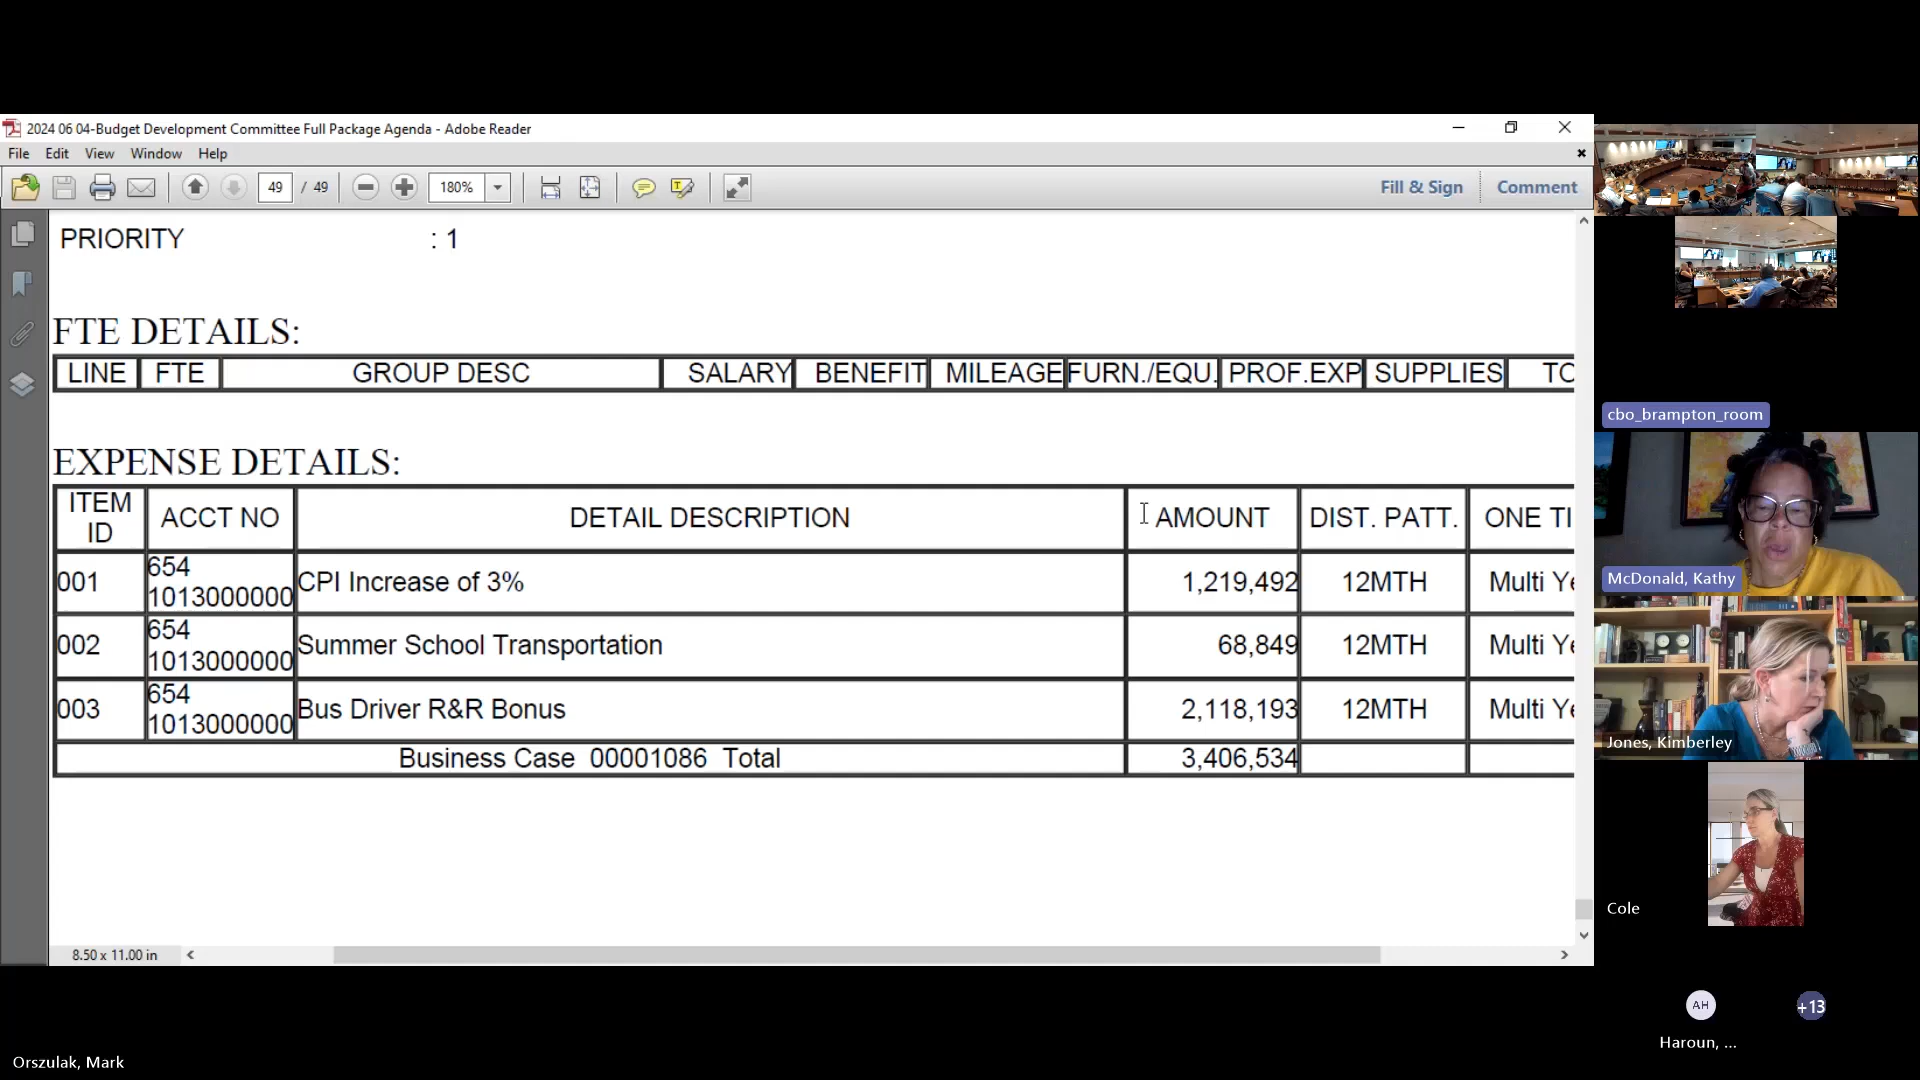 2024 06 04-Budget Development Committee Full Package Agenda - Adobe Reader
File Edit View Window Help
49 / 49 180% Fill & Sign Comment
PRIORITY : 1
FTE DETAILS:
LINE FTE GROUP DESC SALARY BENEFIT MILEAGE FURN./EQU. PROF.EXP SUPPLIES TO
EXPENSE DETAILS:
ITEM ID ACCT NO DETAIL DESCRIPTION AMOUNT DIST. PATT. ONE TI
001 654 1013000000 CPI Increase of 3% 1,219,492 12MTH Multi Ye
002 654 1013000000 Summer School Transportation 68,849 12MTH Multi Ye
003 654 1013000000 Bus Driver R&R Bonus 2,118,193 12MTH Multi Ye
Business Case 00001086 Total 3,406,534
8.50 x 11.00 in
cbo_brampton_room
McDonald, Kathy
Jones, Kimberley
Cole
AH
+13
Haroun, ...
Orszulak, Mark